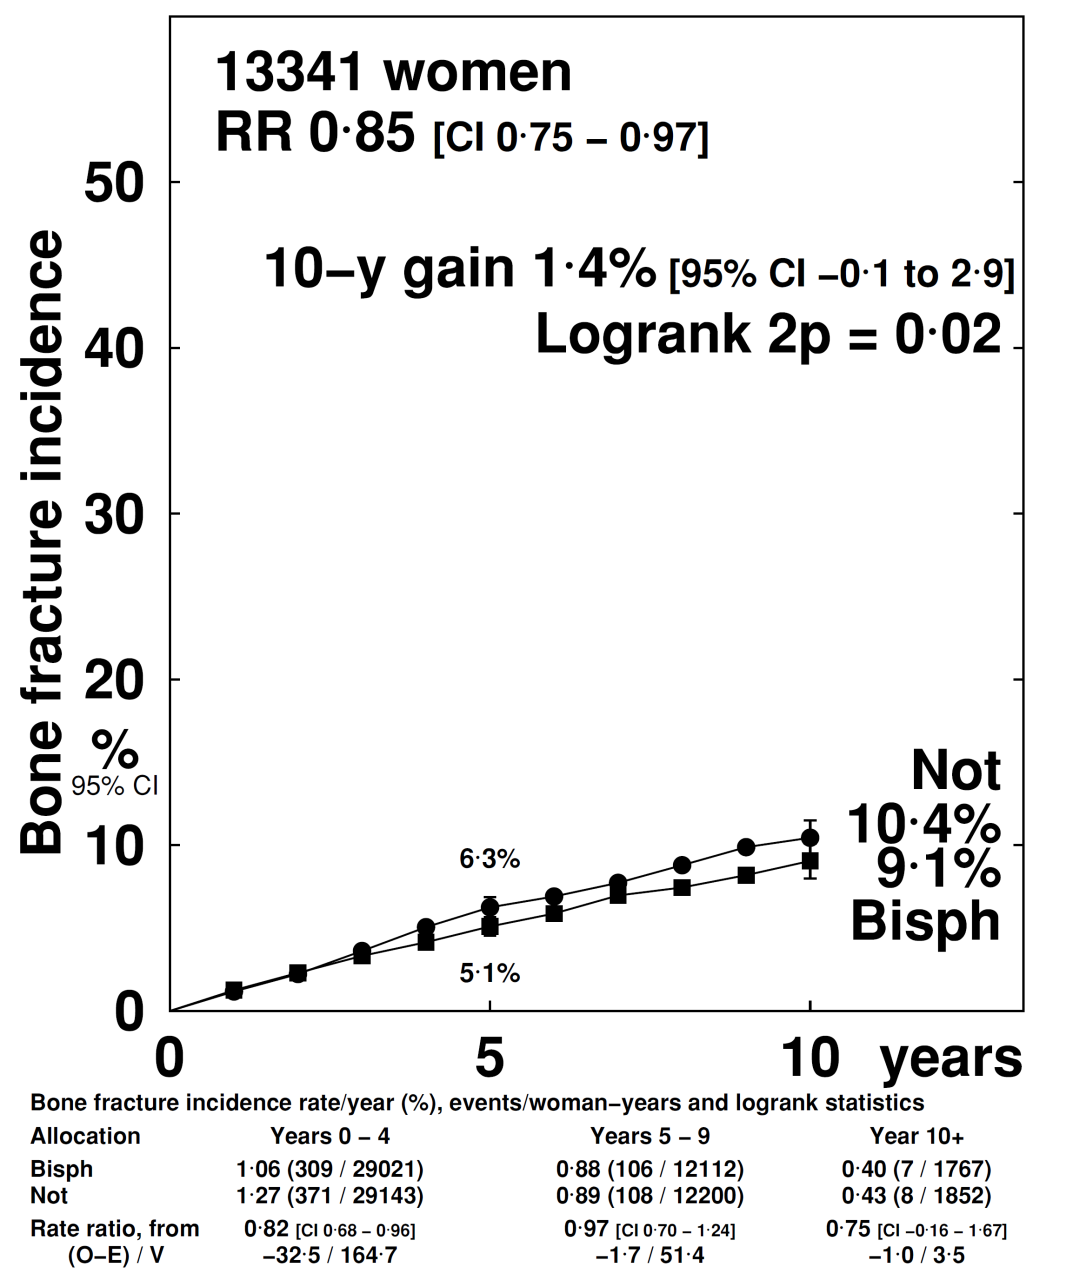 13341 women
RR 0·85 [CI 0·75 – 0·97]
10–y gain 1·4% [95% CI –0·1 to 2·9]
Logrank 2p = 0·02
Bone fracture incidence
50
40
30
20
%
95% CI
10
0
Not
10·4%
9·1%
Bisph
6·3%
5·1%
0 5 10 years
Bone fracture incidence rate/year (%), events/woman–years and logrank statistics
Allocation Years 0 – 4 Years 5 – 9 Year 10+
Bisph 1·06 (309 / 29021) 0·88 (106 / 12112) 0·40 (7 / 1767)
Not 1·27 (371 / 29143) 0·89 (108 / 12200) 0·43 (8 / 1852)
Rate ratio, from 0·82 [CI 0·68 – 0·96] 0·97 [CI 0·70 – 1·24] 0·75 [CI –0·16 – 1·67]
(O–E) / V –32·5 / 164·7 –1·7 / 51·4 –1·0 / 3·5